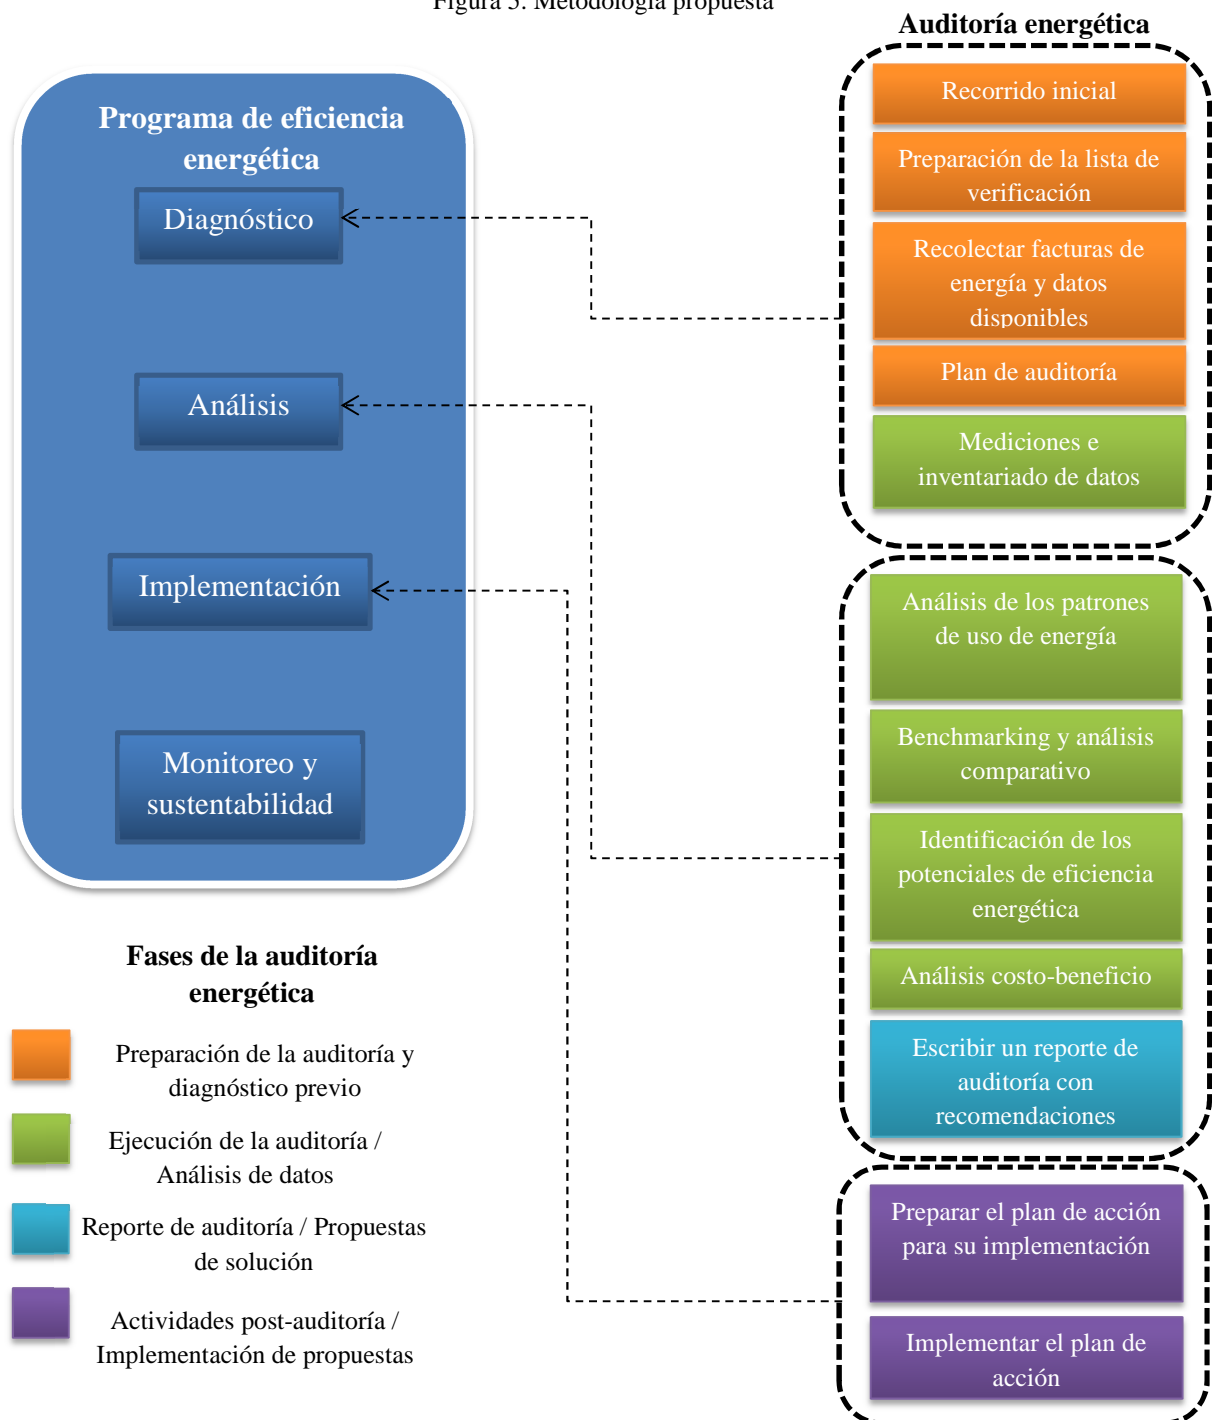 Figura 5. Metodología propuesta
Programa de eficiencia
energética
Diagnóstico
Análisis
Implementación
Monitoreo y
sustentabilidad
Fases de la auditoría
energética
Preparación de la auditoría y
diagnóstico previo
Ejecución de la auditoría /
Análisis de datos
Reporte de auditoría / Propuestas
de solución
Actividades post-auditoría /
Implementación de propuestas
Auditoría energética
Recorrido inicial
Preparación de la lista de
verificación
Recolectar facturas de
energía y datos
disponibles
Plan de auditoría
Mediciones e
inventariado de datos
Análisis de los patrones
de uso de energía
Benchmarking y análisis
comparativo
Identificación de los
potenciales de eficiencia
energética
Análisis costo-beneficio
Escribir un reporte de
auditoría con
recomendaciones
Preparar el plan de acción
para su implementación
Implementar el plan de
acción